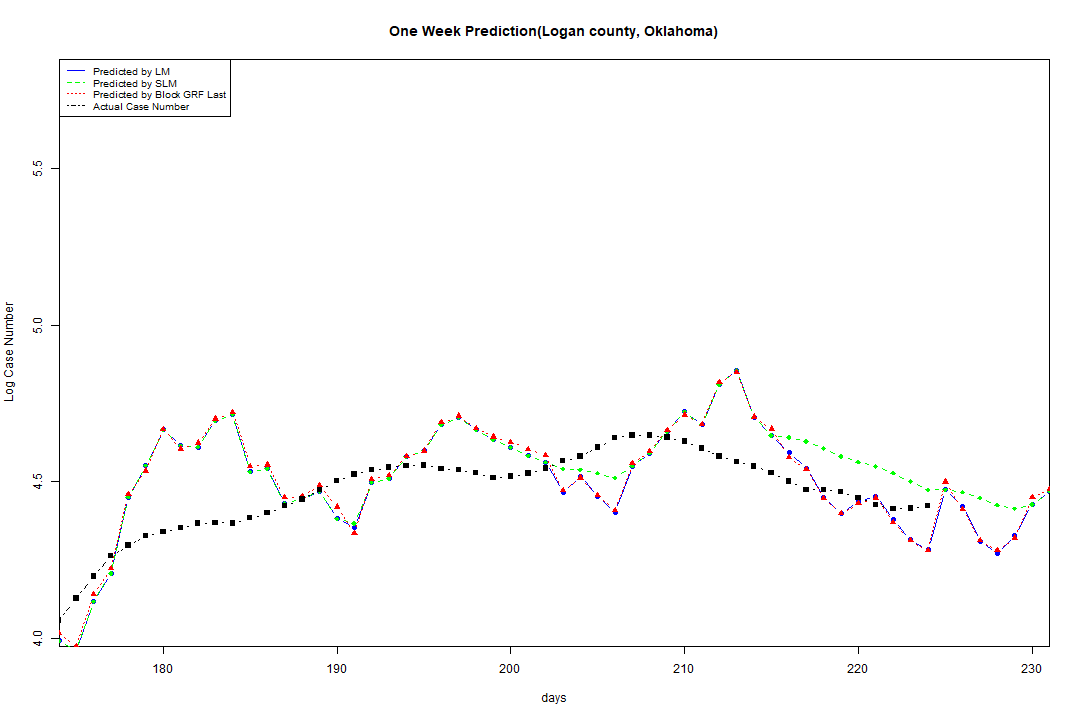 One Week Prediction(Logan county, Oklahoma)
Predicted by LM
Predicted by SLM
Predicted by Block GRF Last
Actual Case Number
5.5
5.0
4.5
4.0
Log Case Number
180 190 200 210 220 230
days